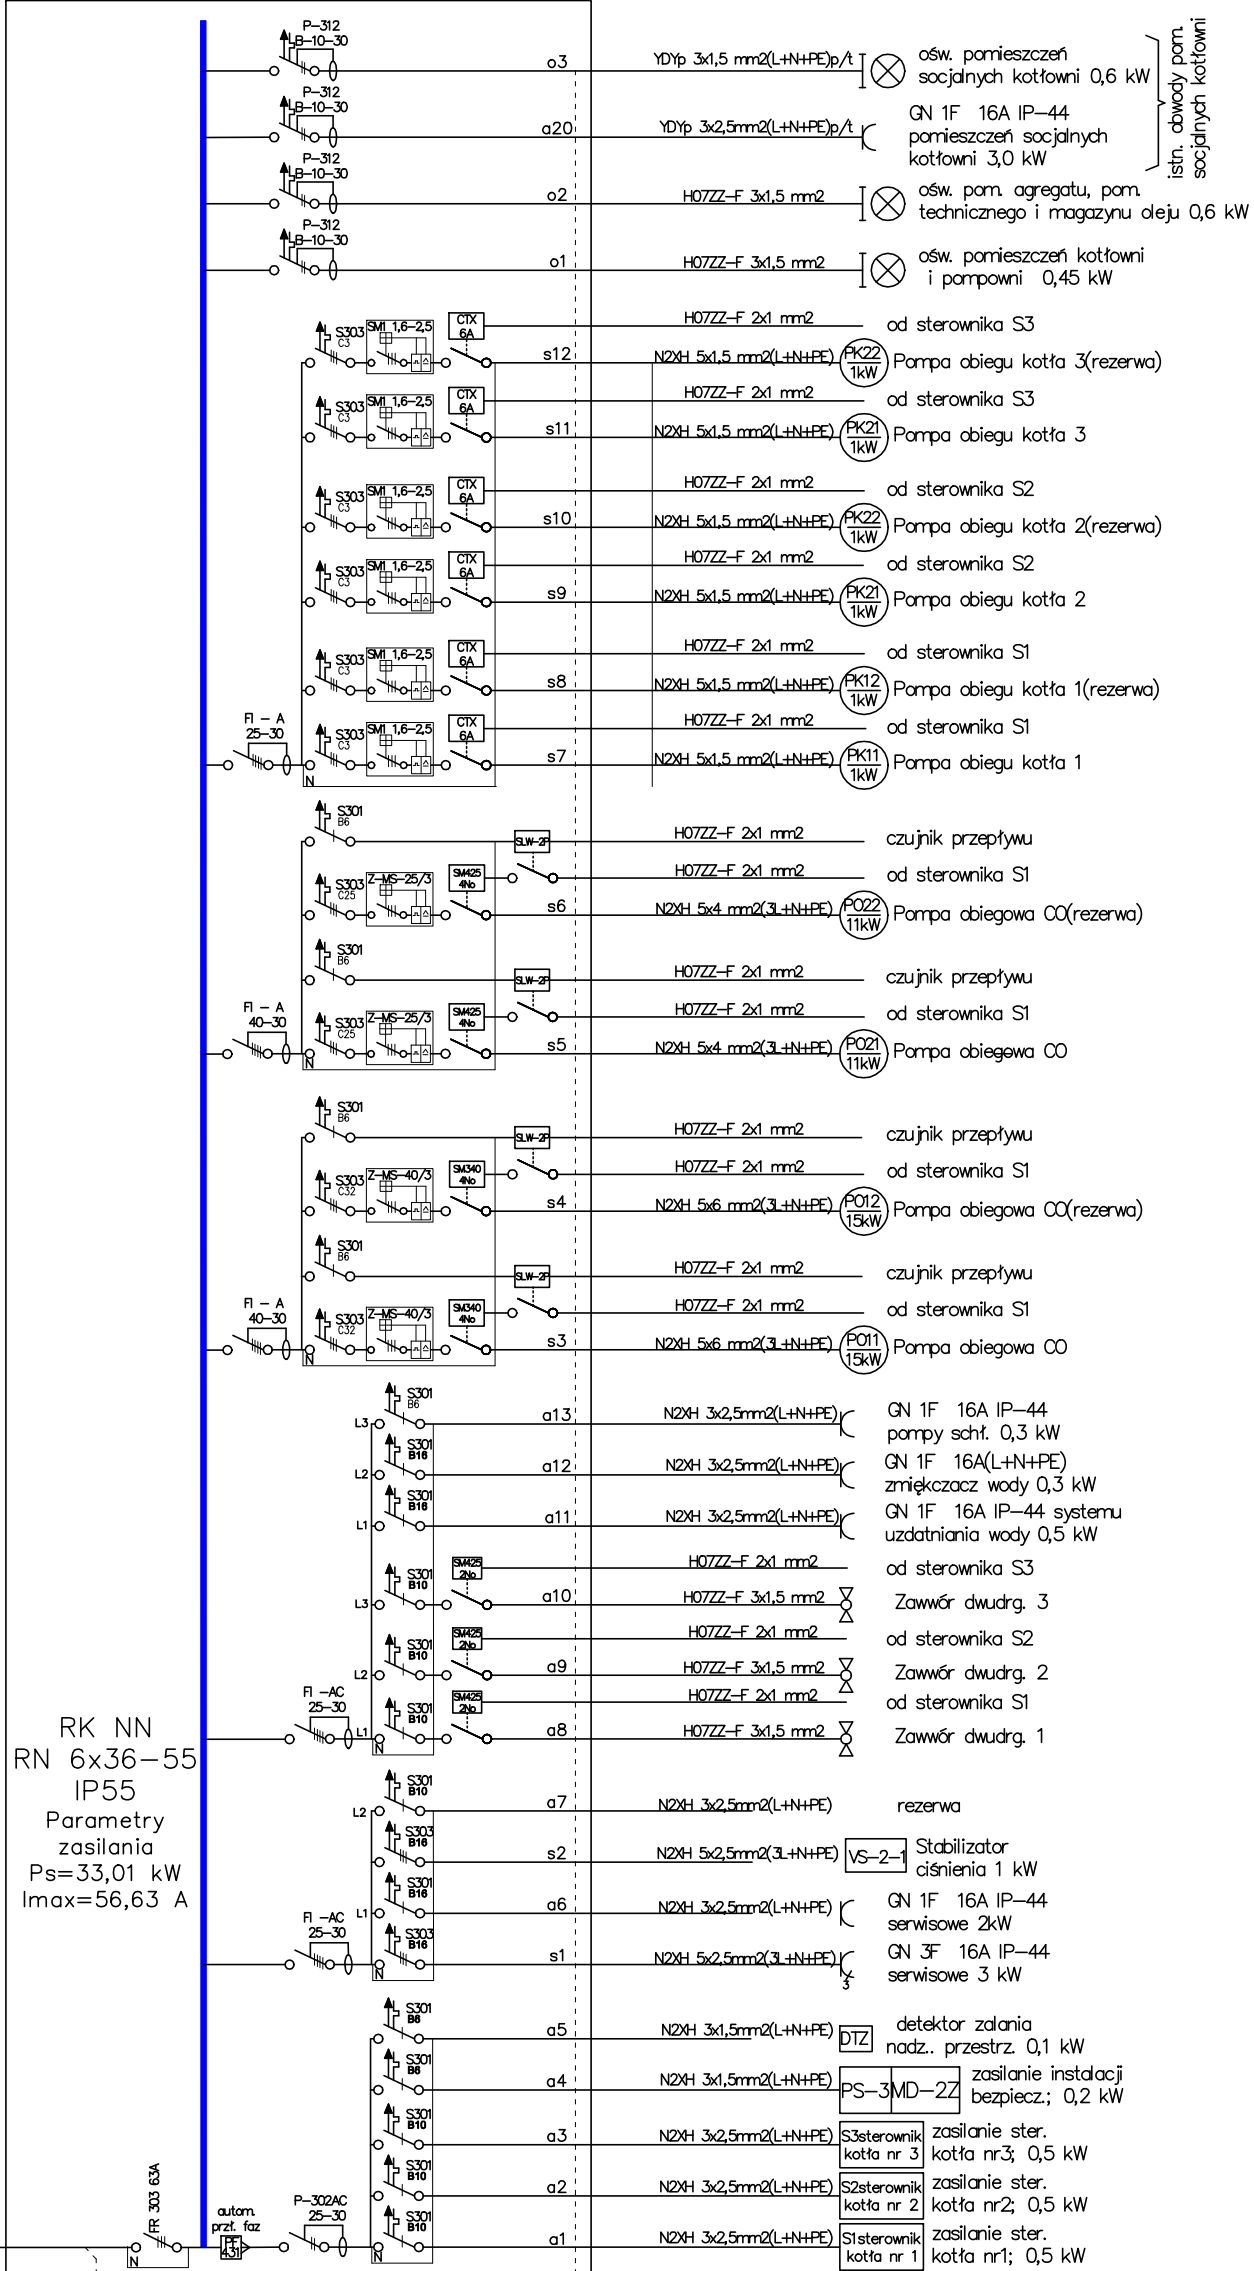 P-312
B-10-30
o3
YDYp 3x1,5 mm2(L+N+PE)p/t
ośw. pomieszczeń
socjalnych kotłowni 0,6 kW
P-312
B-10-30
a20
YDYp 3x2,5mm2(L+N+PE)p/t
GN 1F 16A IP-44
pomieszczeń socjalnych
kotłowni 3,0 kW
istn. obwody pom.
socjalnych kotłowni
P-312
B-10-30
o2
H07ZZ-F 3x1,5 mm2
ośw. pom. agregatu, pom.
technicznego i magazynu oleju 0,6 kW
P-312
B-10-30
o1
H07ZZ-F 3x1,5 mm2
ośw. pomieszczeń kotłowni
i pompowni 0,45 kW
S303
C3
SM1 1,6-2,5
CTX
6A
H07ZZ-F 2x1 mm2
od sterownika S3
s12
N2XH 5x1,5 mm2(L+N+PE)
PK22
1kW
Pompa obiegu kotła 3(rezerwa)
S303
C3
SM1 1,6-2,5
CTX
6A
H07ZZ-F 2x1 mm2
od sterownika S3
s11
N2XH 5x1,5 mm2(L+N+PE)
PK21
1kW
Pompa obiegu kotła 3
S303
C3
SM1 1,6-2,5
CTX
6A
H07ZZ-F 2x1 mm2
od sterownika S2
s10
N2XH 5x1,5 mm2(L+N+PE)
PK22
1kW
Pompa obiegu kotła 2(rezerwa)
S303
C3
SM1 1,6-2,5
CTX
6A
H07ZZ-F 2x1 mm2
od sterownika S2
s9
N2XH 5x1,5 mm2(L+N+PE)
PK21
1kW
Pompa obiegu kotła 2
S303
C3
SM1 1,6-2,5
CTX
6A
H07ZZ-F 2x1 mm2
od sterownika S1
s8
N2XH 5x1,5 mm2(L+N+PE)
PK12
1kW
Pompa obiegu kotła 1(rezerwa)
FI - A
25-30
S303
C3
SM1 1,6-2,5
CTX
6A
H07ZZ-F 2x1 mm2
od sterownika S1
s7
N2XH 5x1,5 mm2(L+N+PE)
PK11
1kW
Pompa obiegu kotła 1
N
S301
B6
SLW-2P
H07ZZ-F 2x1 mm2
czujnik przepływu
H07ZZ-F 2x1 mm2
od sterownika S1
S303
C25
Z-MS-25/3
SM425
4No
s6
N2XH 5x4 mm2(3L+N+PE)
PO22
11kW
Pompa obiegowa CO(rezerwa)
S301
B6
SLW-2P
H07ZZ-F 2x1 mm2
czujnik przepływu
H07ZZ-F 2x1 mm2
od sterownika S1
FI - A
40-30
S303
C25
Z-MS-25/3
SM425
4No
s5
N2XH 5x4 mm2(3L+N+PE)
PO21
11kW
Pompa obiegowa CO
N
S301
B6
SLW-2P
H07ZZ-F 2x1 mm2
czujnik przepływu
H07ZZ-F 2x1 mm2
od sterownika S1
S303
C32
Z-MS-40/3
SM340
4No
s4
N2XH 5x6 mm2(3L+N+PE)
PO12
15kW
Pompa obiegowa CO(rezerwa)
S301
B6
SLW-2P
H07ZZ-F 2x1 mm2
czujnik przepływu
H07ZZ-F 2x1 mm2
od sterownika S1
FI - A
40-30
S303
C32
Z-MS-40/3
SM340
4No
s3
N2XH 5x6 mm2(3L+N+PE)
PO11
15kW
Pompa obiegowa CO
N
S301
B6
L3
a13
N2XH 3x2,5mm2(L+N+PE)
GN 1F 16A IP-44
pompy schł. 0,3 kW
S301
B16
L2
a12
N2XH 3x2,5mm2(L+N+PE)
GN 1F 16A(L+N+PE)
zmiękczacz wody 0,3 kW
S301
B16
L1
a11
N2XH 3x2,5mm2(L+N+PE)
GN 1F 16A IP-44 systemu
uzdatniania wody 0,5 kW
S301
B10
SM425
2No
H07ZZ-F 2x1 mm2
od sterownika S3
L3
a10
H07ZZ-F 3x1,5 mm2
Zawwór dwudrg. 3
S301
B10
SM425
2No
H07ZZ-F 2x1 mm2
od sterownika S2
L2
a9
H07ZZ-F 3x1,5 mm2
Zawwór dwudrg. 2
FI -AC
25-30
S301
B10
SM425
2No
H07ZZ-F 2x1 mm2
od sterownika S1
L1
a8
H07ZZ-F 3x1,5 mm2
Zawwór dwudrg. 1
N
RK NN
RN 6x36-55
IP55
Parametry
zasilania
Ps=33,01 kW
Imax=56,63 A
S301
B10
L2
a7
N2XH 3x2,5mm2(L+N+PE)
rezerwa
S303
B16
s2
N2XH 5x2,5mm2(3L+N+PE)
VS-2-1
Stabilizator
ciśnienia 1 kW
S301
B16
L1
a6
N2XH 3x2,5mm2(L+N+PE)
GN 1F 16A IP-44
serwisowe 2kW
FI -AC
25-30
S303
B16
s1
N2XH 5x2,5mm2(3L+N+PE)
3
GN 3F 16A IP-44
serwisowe 3 kW
N
S301
B6
a5
N2XH 3x1,5mm2(L+N+PE)
DTZ
detektor zalania
nadz.. przestrz. 0,1 kW
S301
B6
a4
N2XH 3x1,5mm2(L+N+PE)
PS-3 MD-2Z
zasilanie instalacji
bezpiecz.; 0,2 kW
S301
B10
a3
N2XH 3x2,5mm2(L+N+PE)
S3sterownik
kotła nr 3
zasilanie ster.
kotła nr3; 0,5 kW
S301
B10
a2
N2XH 3x2,5mm2(L+N+PE)
S2sterownik
kotła nr 2
zasilanie ster.
kotła nr2; 0,5 kW
FR 303 63A
N
autom.
przł. faz
PF
431
P-302AC
25-30
S301
B10
a1
N2XH 3x2,5mm2(L+N+PE)
S1sterownik
kotła nr 1
zasilanie ster.
kotła nr1; 0,5 kW
N